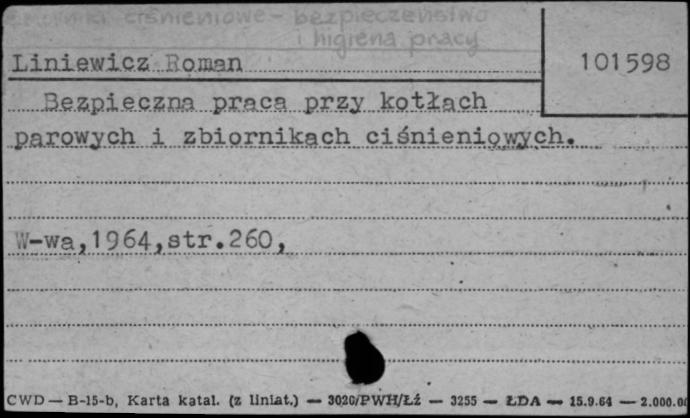 zbiorniki ciśnieniowe - bezpieczeństwo
i higiena pracy
Liniewicz Roman
101598
Bezpieczna praca przy kotłach
parowych i zbiornikach ciśnieniowych.
W-wa,1964,str.260,
CWD — B-15-b, Karta katal. (z liniat.) — 3020/PWH/Łź — 3255 — ŁDA — 15.9.64 — 2.000.00